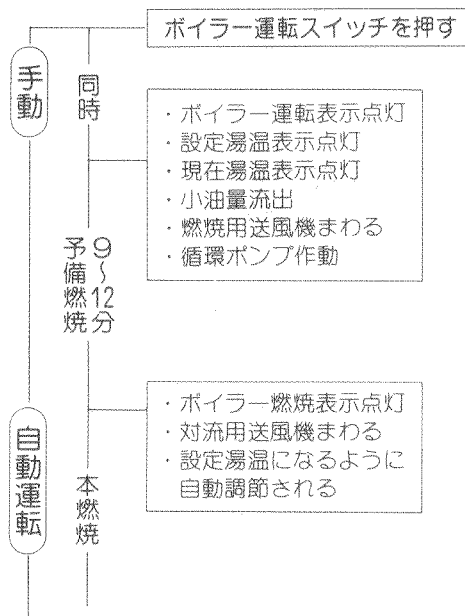 ボイラー運転スイッチを押す
手動
同時
・ボイラー運転表示点灯
・設定湯温表示点灯
・現在湯温表示点灯
・小油量流出
・燃焼用送風機まわる
・循環ポンプ作動
9〜12分
予備燃焼
・ボイラー燃焼表示点灯
・対流用送風機まわる
・設定湯温になるように
自動調節される
自動運転
本燃焼